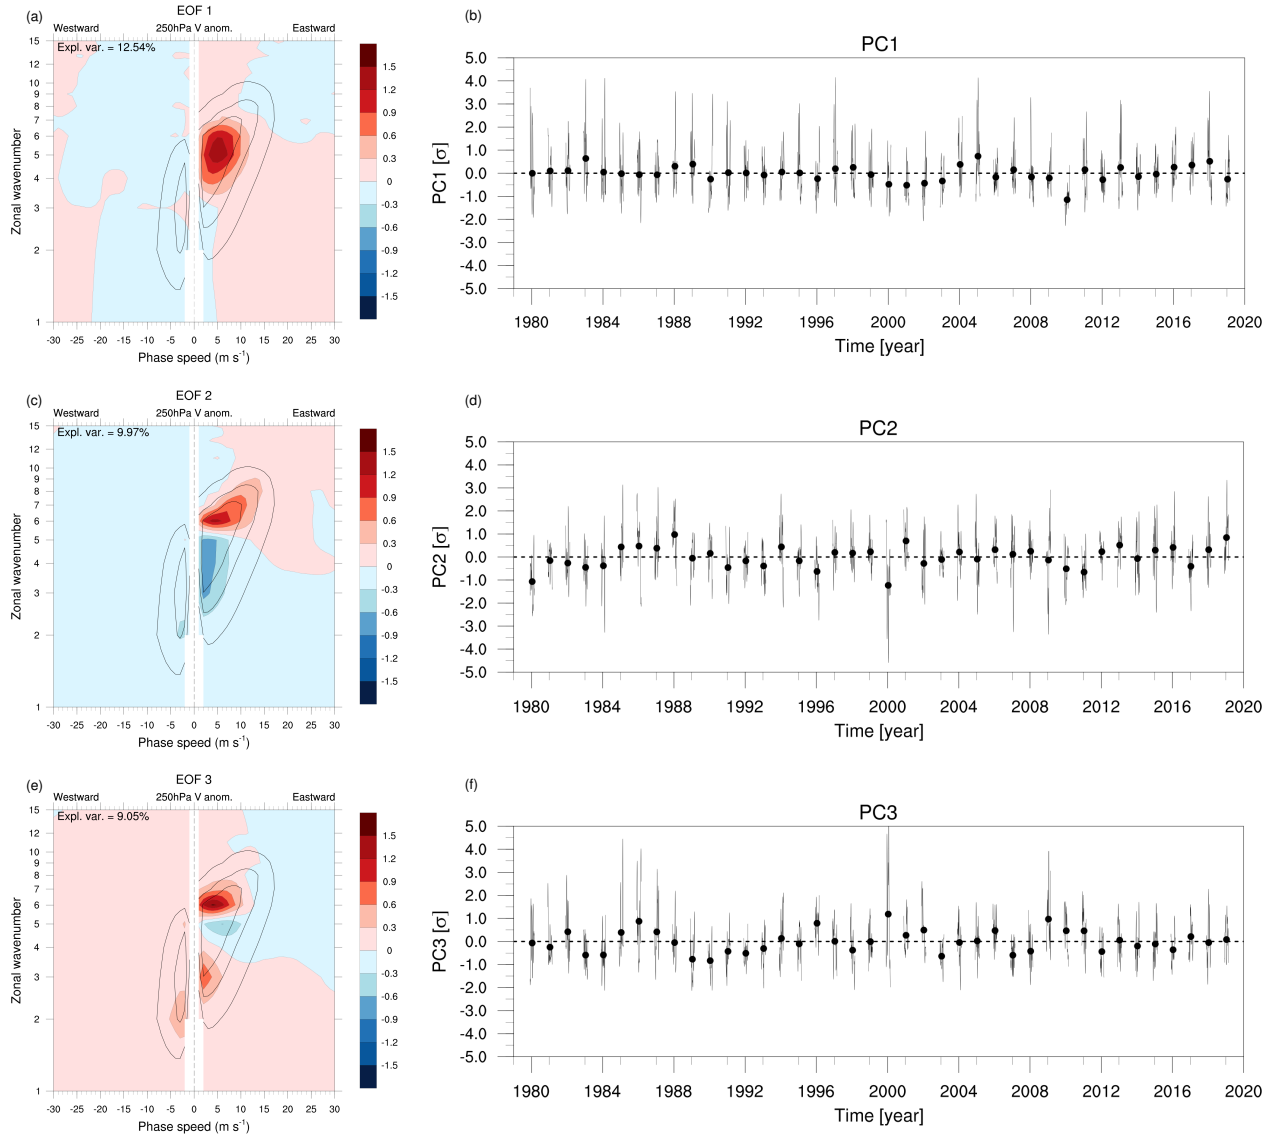 (a)
EOF 1
Westward 250hPa V anom. Eastward
Expl. var. = 12.54%
15
12
10
9
8
7
6
5
4
3
2
1
Zonal wavenumber
-30 -25 -20 -15 -10 -5 0 5 10 15 20 25 30
Phase speed (m s-1)
1.5
1.2
0.9
0.6
0.3
0
-0.3
-0.6
-0.9
-1.2
-1.5
(b)
PC1
5.0
4.0
3.0
2.0
1.0
0.0
-1.0
-2.0
-3.0
-4.0
-5.0
PC1 [σ]
1980 1984 1988 1992 1996 2000 2004 2008 2012 2016 2020
Time [year]
(c)
EOF 2
Westward 250hPa V anom. Eastward
Expl. var. = 9.97%
15
12
10
9
8
7
6
5
4
3
2
1
Zonal wavenumber
-30 -25 -20 -15 -10 -5 0 5 10 15 20 25 30
Phase speed (m s-1)
1.5
1.2
0.9
0.6
0.3
0
-0.3
-0.6
-0.9
-1.2
-1.5
(d)
PC2
5.0
4.0
3.0
2.0
1.0
0.0
-1.0
-2.0
-3.0
-4.0
-5.0
PC2 [σ]
1980 1984 1988 1992 1996 2000 2004 2008 2012 2016 2020
Time [year]
(e)
EOF 3
Westward 250hPa V anom. Eastward
Expl. var. = 9.05%
15
12
10
9
8
7
6
5
4
3
2
1
Zonal wavenumber
-30 -25 -20 -15 -10 -5 0 5 10 15 20 25 30
Phase speed (m s-1)
1.5
1.2
0.9
0.6
0.3
0
-0.3
-0.6
-0.9
-1.2
-1.5
(f)
PC3
5.0
4.0
3.0
2.0
1.0
0.0
-1.0
-2.0
-3.0
-4.0
-5.0
PC3 [σ]
1980 1984 1988 1992 1996 2000 2004 2008 2012 2016 2020
Time [year]